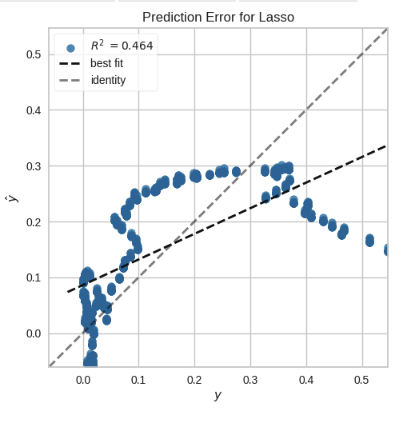 Prediction Error for Lasso
R² = 0.464
best fit
identity
0.5
0.4
0.3
0.2
0.1
0.0
ŷ
0.0 0.1 0.2 0.3 0.4 0.5
y